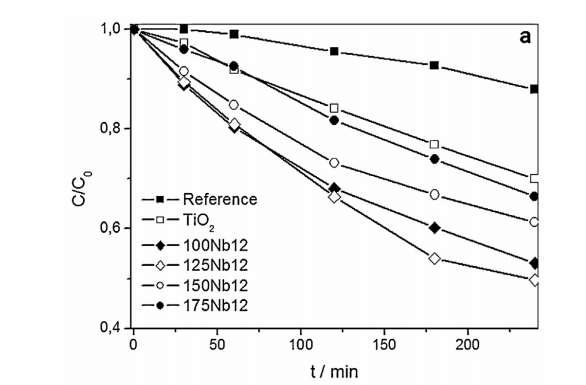 a
1,0
0,8
0,6
0,4
C/C₀
Reference
TiO₂
100Nb12
125Nb12
150Nb12
175Nb12
0 50 100 150 200
t / min